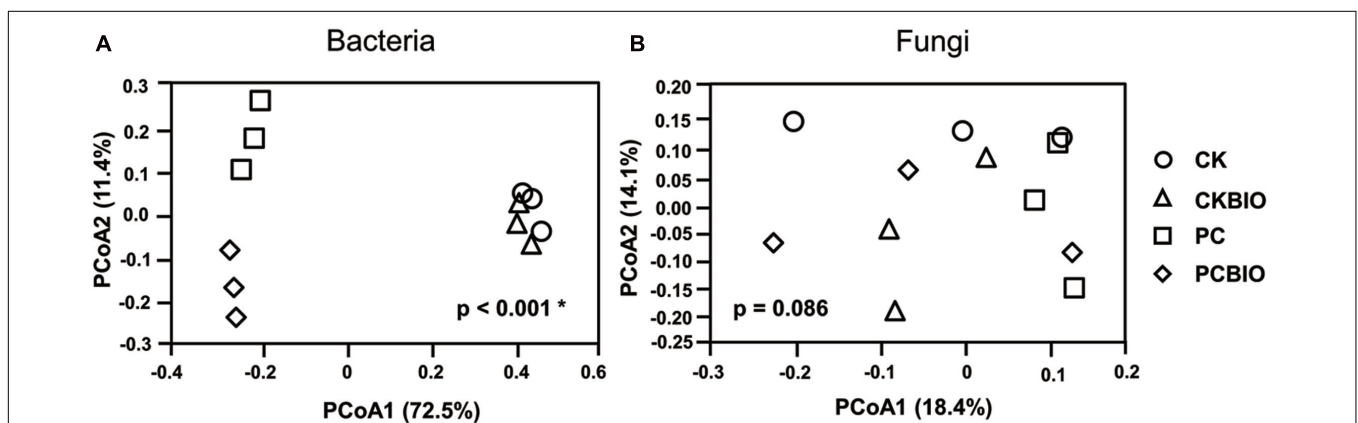 A Bacteria
PCoA2 (11.4%)
0.3
0.2
0.1
0.0
-0.1
-0.2
-0.3
p < 0.001 *
-0.4 -0.2 0 0.2 0.4 0.6
PCoA1 (72.5%)
B Fungi
PCoA2 (14.1%)
0.20
0.15
0.10
0.05
0.00
-0.05
-0.10
-0.15
-0.20
-0.25
p = 0.086
-0.3 -0.2 -0.1 0 0.1 0.2
PCoA1 (18.4%)
CK
CKBIO
PC
PCBIO